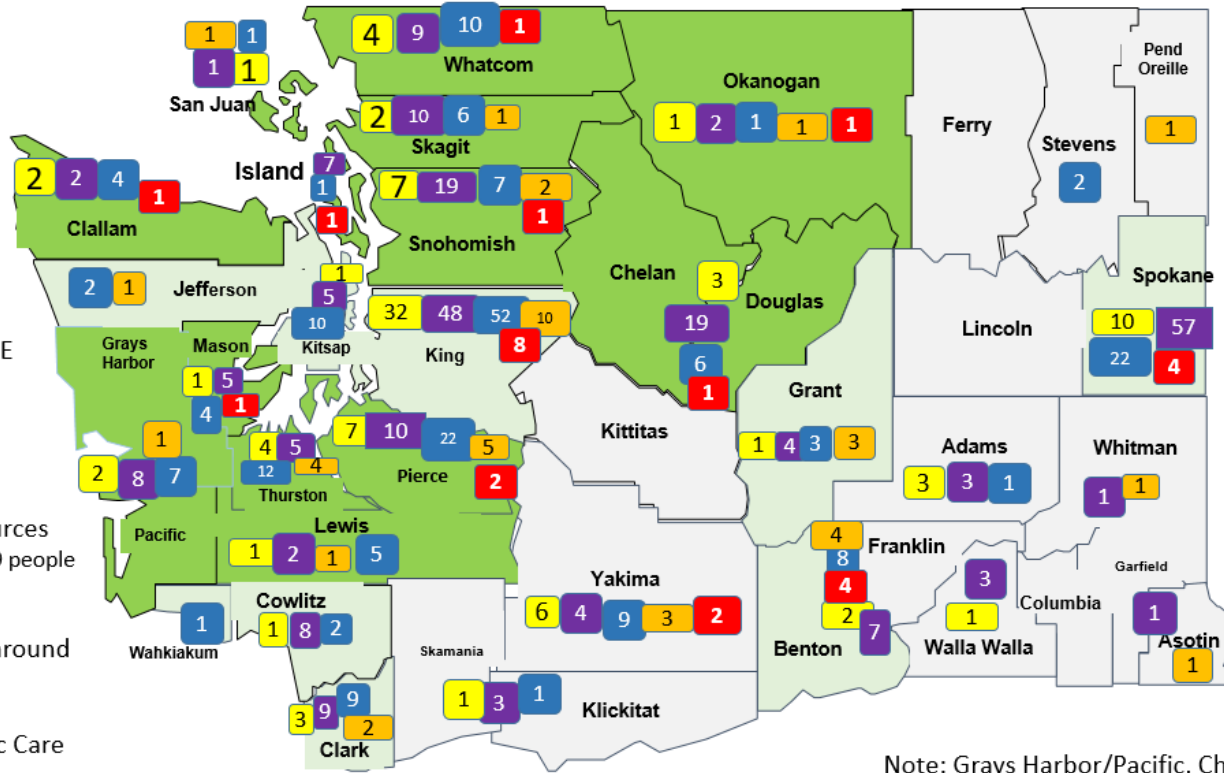 1 1
1 1
San Juan
4 9 10 1
Whatcom
2 10 6 1
Skagit
Okanogan
1 2 1 1 1
Ferry
Stevens
2
Pend
Oreille
1
Island
7
1
1
2 2 4 1
Clallam
7 19 7 2
1
Snohomish
Chelan
3
Douglas
19
6
1
Spokane
10 57
22 4
2 1
Jefferson
1
5
10
Kitsap
32 48 52 10
8
King
Lincoln
E
Grays
Harbor
Mason
1 5
4 1
Kittitas
Grant
1 4 3 3
1
2 8 7
4 5
12 4
Thurston
7 10 22 5
Pierce
2
Adams
3 3 1
Whitman
1 1
Pacific
Lewis
1 2 1 5
rces
people
Yakima
6 4 9 3 2
4
8
4
2
7
Franklin
Benton
3
1
Walla Walla
Columbia
Garfield
1
Asotin
1
1
Wahkiakum
Cowlitz
1 8 2
Skamania
round
3 9 9
2
Clark
1 3 1
Klickitat
c Care
Note: Grays Harbor/Pacific, Ch